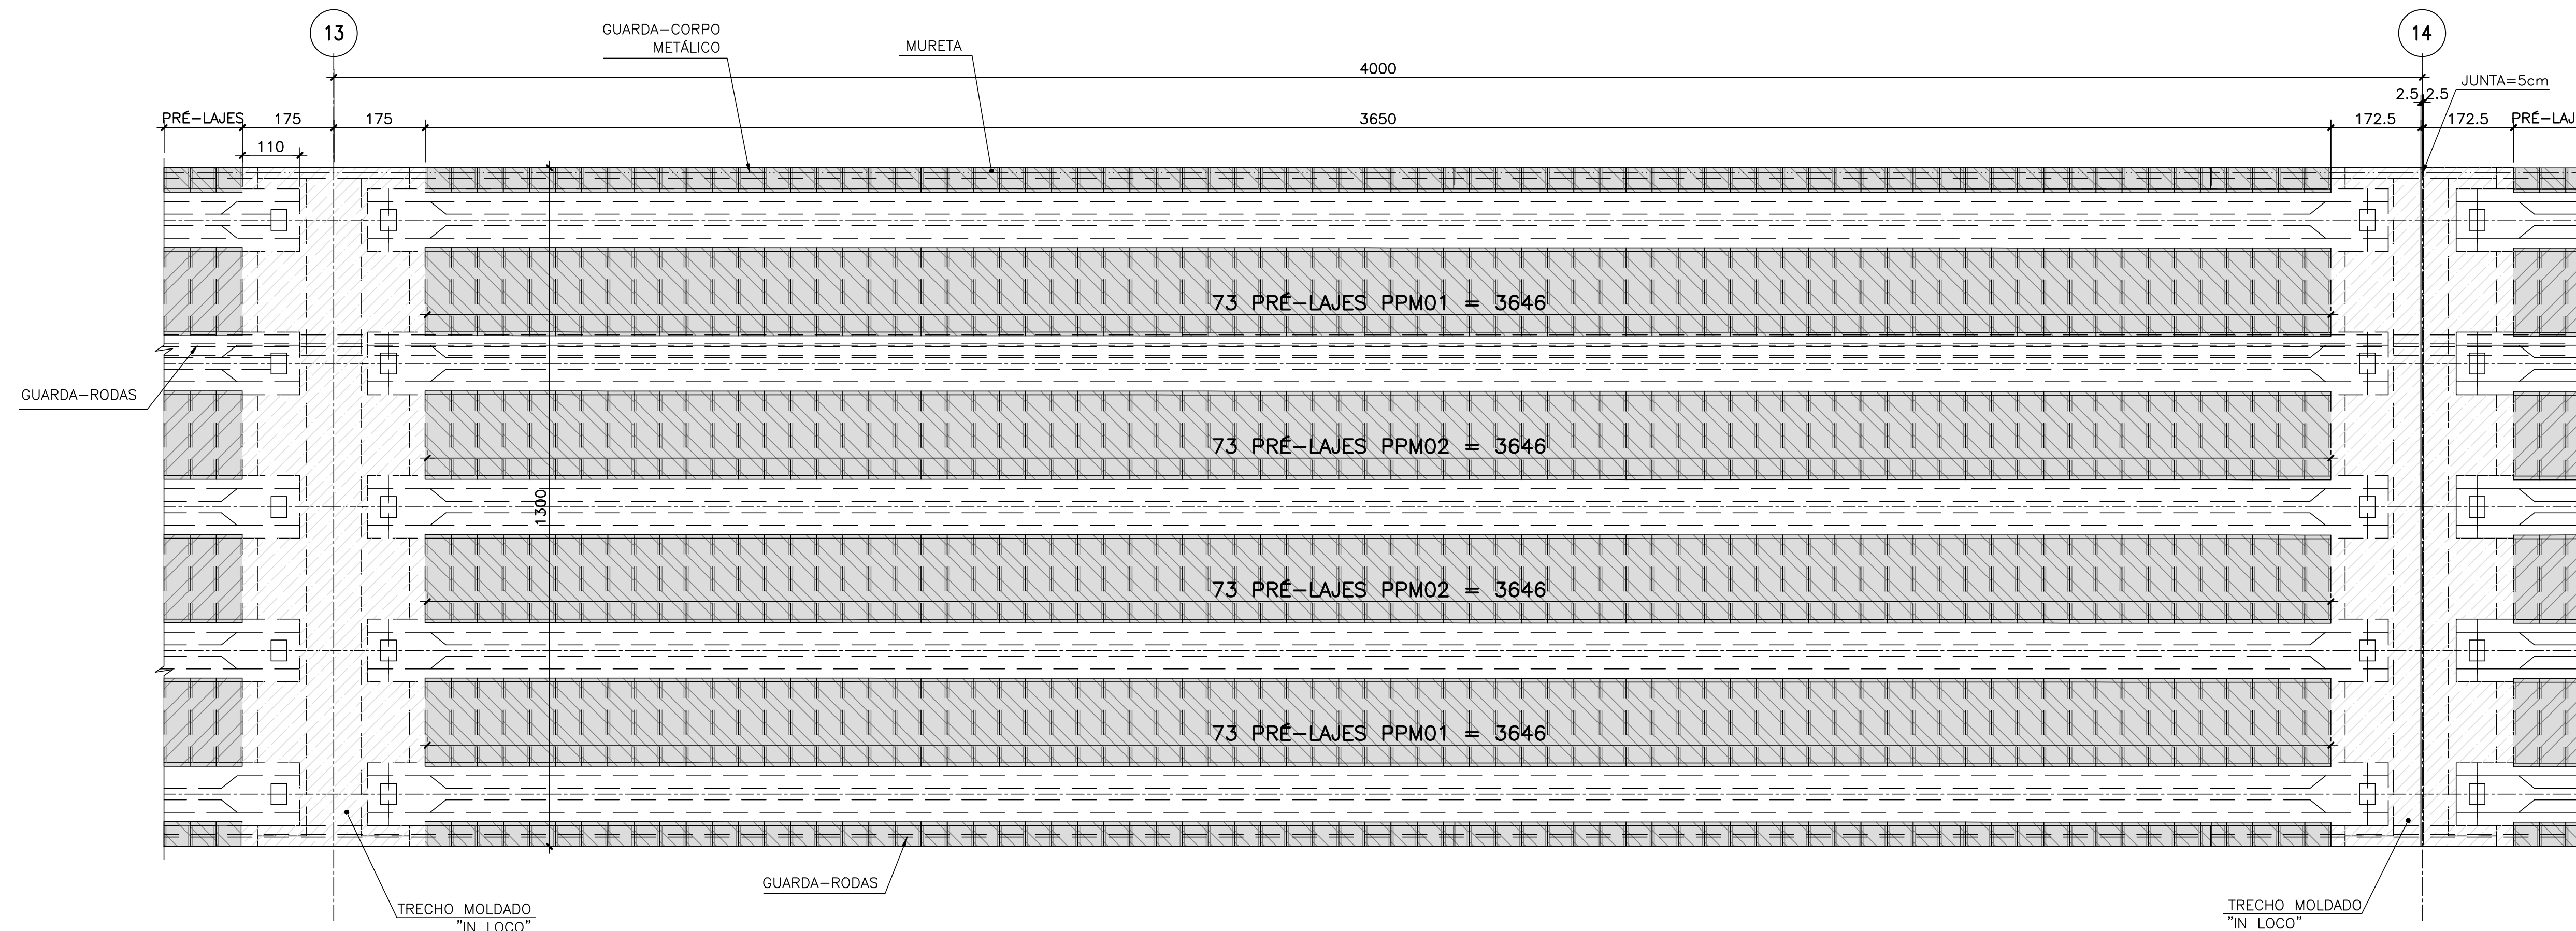 13
14
GUARDA-CORPO
METÁLICO
MURETA
4000
JUNTA=5cm
2.5
2.5
PRÉ-LAJES
175
175
3650
172.5
172.5
PRÉ-LAJ
110
73 PRÉ-LAJES PPM01 = 3646
GUARDA-RODAS
73 PRÉ-LAJES PPM02 = 3646
1300
73 PRÉ-LAJES PPM02 = 3646
73 PRÉ-LAJES PPM01 = 3646
GUARDA-RODAS
TRECHO MOLDADO
"IN LOCO"
TRECHO MOLDADO
"IN LOCO"